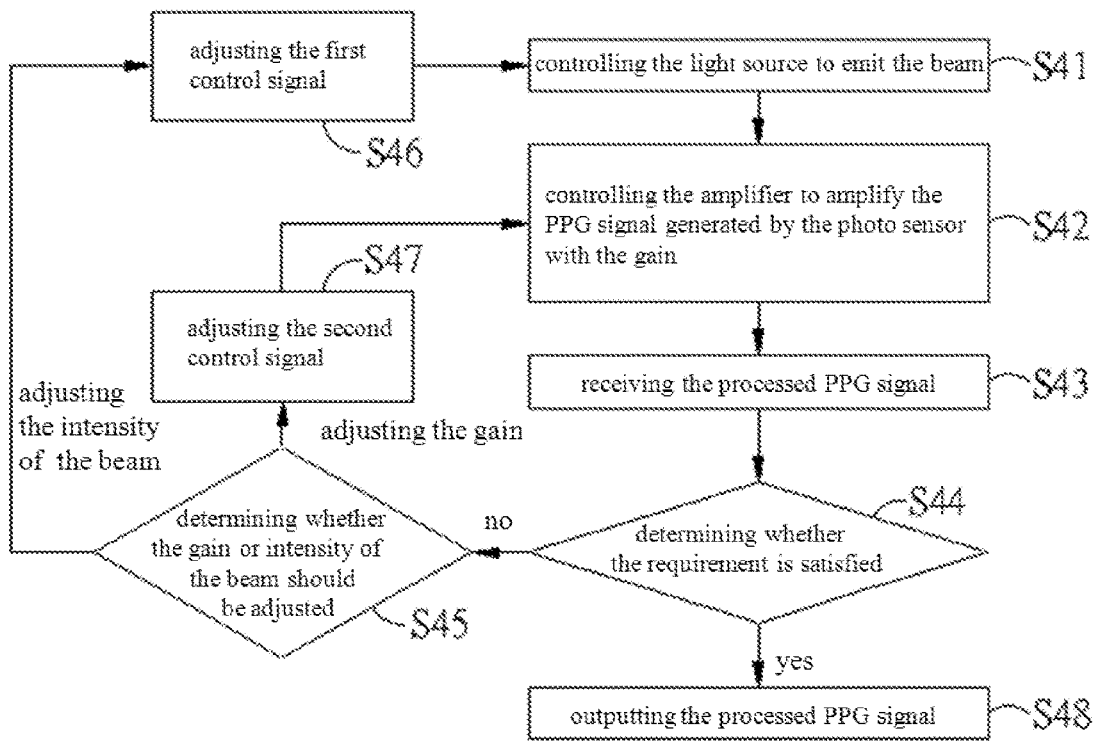 adjusting the first
control signal
S46
controlling the light source to emit the beam
S41
controlling the amplifier to amplify the
PPG signal generated by the photo sensor
with the gain
S42
S47
adjusting the second
control signal
receiving the processed PPG signal
S43
adjusting
the intensity
of the beam
adjusting the gain
determining whether
the gain or intensity of
the beam should
be adjusted
S45
no
determining whether
the requirement is satisfied
S44
yes
outputting the processed PPG signal
S48